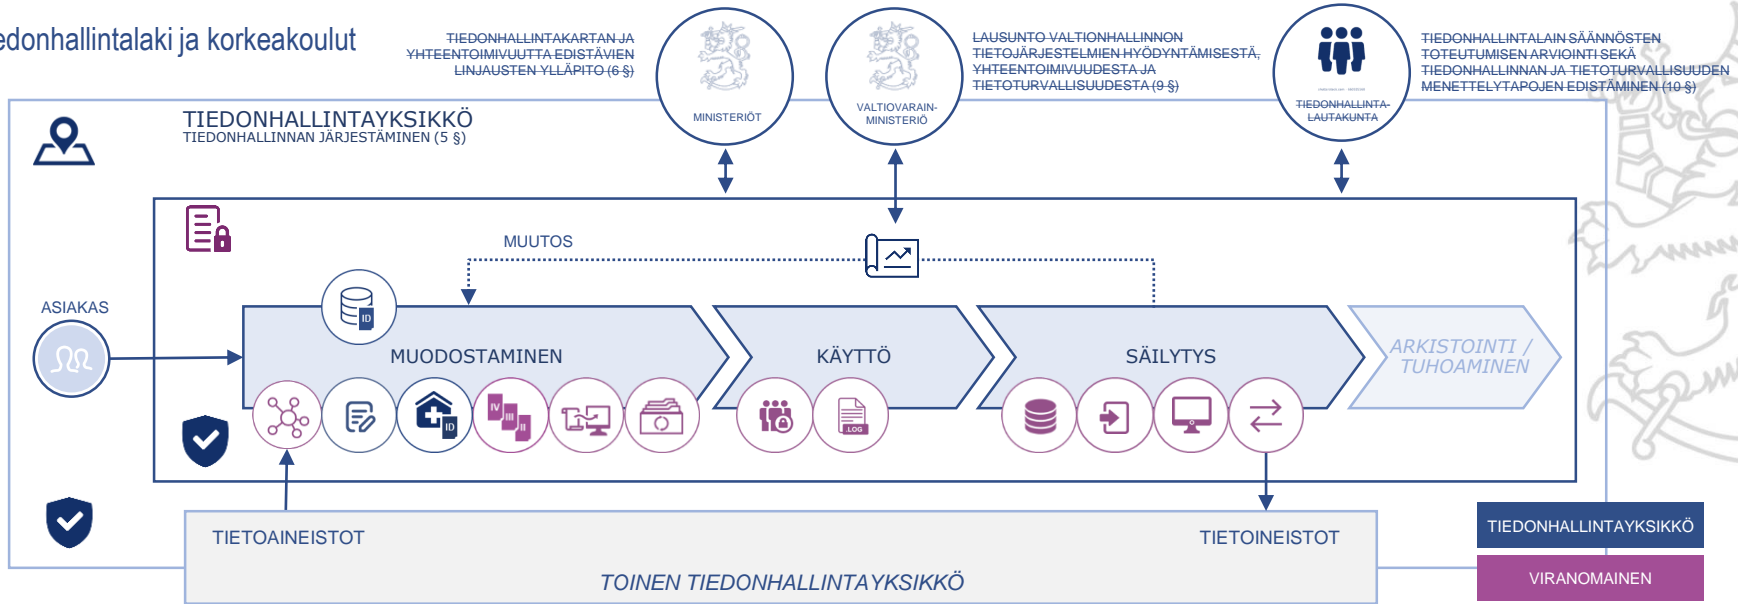 edonhallintalaki ja korkeakoulut
TIEDONHALLINTAKARTAN JA
YHTEENTOIMIVUUTTA EDISTÄVIEN
LINJAUSTEN YLLÄPITO (6 §)
MINISTERIÖT
VALTIOVARAIN-
MINISTERIÖ
LAUSUNTO VALTIONHALLINNON
TIETOJÄRJESTELMIEN HYÖDYNTÄMISESTÄ,
YHTEENTOIMIVUUDESTA JA
TIETOTURVALLISUUDESTA (9 §)
TIEDONHALLINTA-
LAUTAKUNTA
TIEDONHALLINTALAIN SÄÄNNÖSTEN
TOTEUTUMISEN ARVIOINTI SEKÄ
TIEDONHALLINNAN JA TIETOTURVALLISUUDEN
MENETTELYTAPOJEN EDISTÄMINEN (10 §)
TIEDONHALLINTAYKSIKKÖ
TIEDONHALLINNAN JÄRJESTÄMINEN (5 §)
MUUTOS
ASIAKAS
ID
MUODOSTAMINEN
KÄYTTÖ
SÄILYTYS
ARKISTOINTI /
TUHOAMINEN
ID
IV
III
II
.LOG
TIETOAINEISTOT
TIETOINEISTOT
TOINEN TIEDONHALLINTAYKSIKKÖ
TIEDONHALLINTAYKSIKKÖ
VIRANOMAINEN